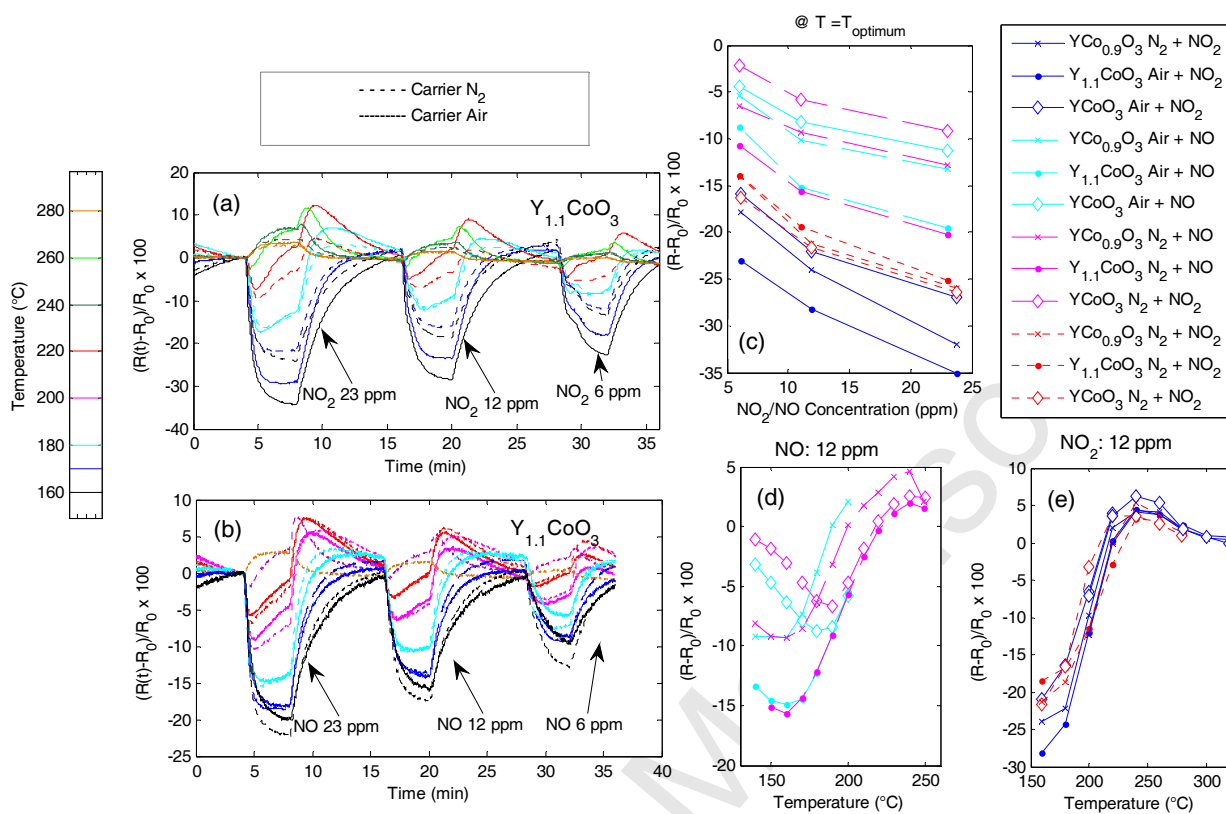 @ T =T_optimum
Carrier N₂
Carrier Air
Temperature (°C)
280
260
240
220
200
180
160
(a)
Y₁.₁CoO₃
(R(t)-R₀)/R₀ x 100
20
10
0
-10
-20
-30
-40
NO₂ 23 ppm
NO₂ 12 ppm
NO₂ 6 ppm
0 5 10 15 20 25 30 35
Time (min)
(b)
Y₁.₁CoO₃
(R(t)-R₀)/R₀ x 100
10
5
0
-5
-10
-15
-20
-25
NO 23 ppm
NO 12 ppm
NO 6 ppm
0 5 10 15 20 25 30 35 40
Time (min)
(R-R₀)/R₀ x 100
0
-5
-10
-15
-20
-25
-30
-35
(c)
5 10 15 20 25
NO₂/NO Concentration (ppm)
YCo₀.₉O₃ N₂ + NO₂
Y₁.₁CoO₃ Air + NO₂
YCoO₃ Air + NO₂
YCo₀.₉O₃ Air + NO
Y₁.₁CoO₃ Air + NO
YCoO₃ Air + NO
YCo₀.₉O₃ N₂ + NO
Y₁.₁CoO₃ N₂ + NO
YCoO₃ N₂ + NO₂
YCo₀.₉O₃ N₂ + NO₂
Y₁.₁CoO₃ N₂ + NO₂
YCoO₃ N₂ + NO₂
NO: 12 ppm
(d)
(R-R₀)/R₀ x 100
5
0
-5
-10
-15
-20
150 200 250
Temperature (°C)
NO₂: 12 ppm
(e)
(R-R₀)/R₀ x 100
10
5
0
-5
-10
-15
-20
-25
-30
150 200 250 300
Temperature (°C)